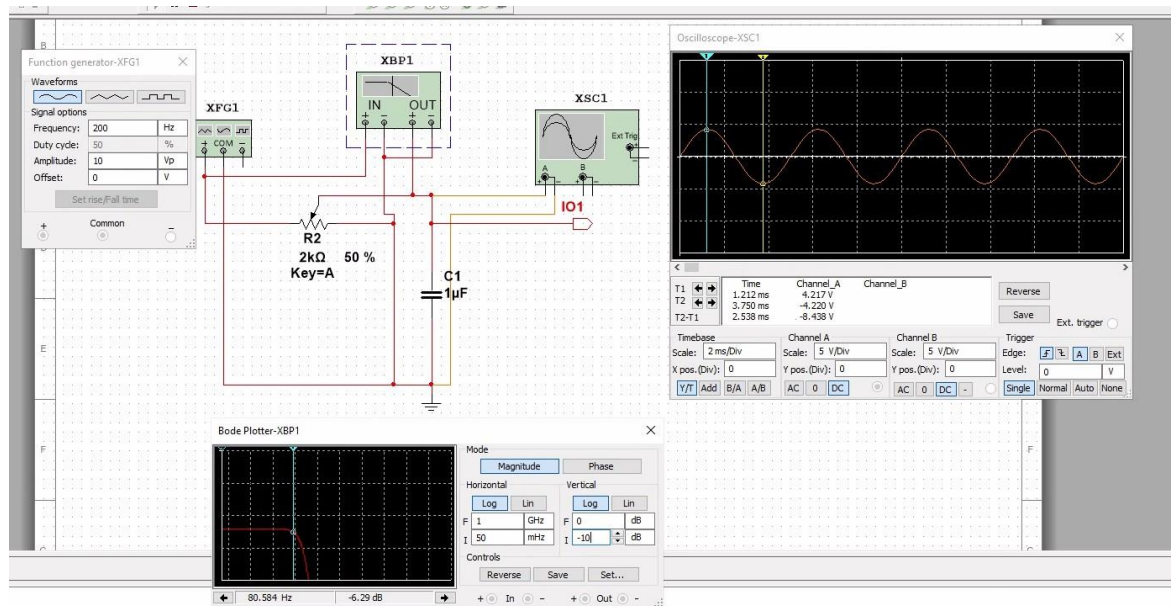 B
Function generator-XFG1
Waveforms
Signal options
Frequency: 200 Hz
Duty cycle: 50 %
Amplitude: 10 Vp
Offset: 0 V
Set rise/Fall time
+ Common −
XFG1
+ COM −
XBP1
IN OUT
+ − + −
XSC1
Ext Trig
+
−
A B
+ − + −
IO1
R2
2kΩ 50 %
Key=A
C1
1µF
E
F
F
Oscilloscope-XSC1
1 2
T1
T2
T2-T1
Time Channel_A Channel_B
1.212 ms 4.217 V
3.750 ms -4.220 V
2.538 ms -8.438 V
Reverse
Save
Ext. trigger
Timebase
Scale: 2 ms/Div
X pos.(Div): 0
Y/T Add B/A A/B
Channel A
Scale: 5 V/Div
Y pos.(Div): 0
AC 0 DC
Channel B
Scale: 5 V/Div
Y pos.(Div): 0
AC 0 DC -
Trigger
Edge: A B Ext
Level: 0 V
Single Normal Auto None
Bode Plotter-XBP1
Mode
Magnitude Phase
Horizontal Vertical
Log Lin Log Lin
F 1 GHz F 0 dB
I 50 mHz I -10 dB
Controls
Reverse Save Set...
80.584 Hz -6.29 dB
+ In − + Out −